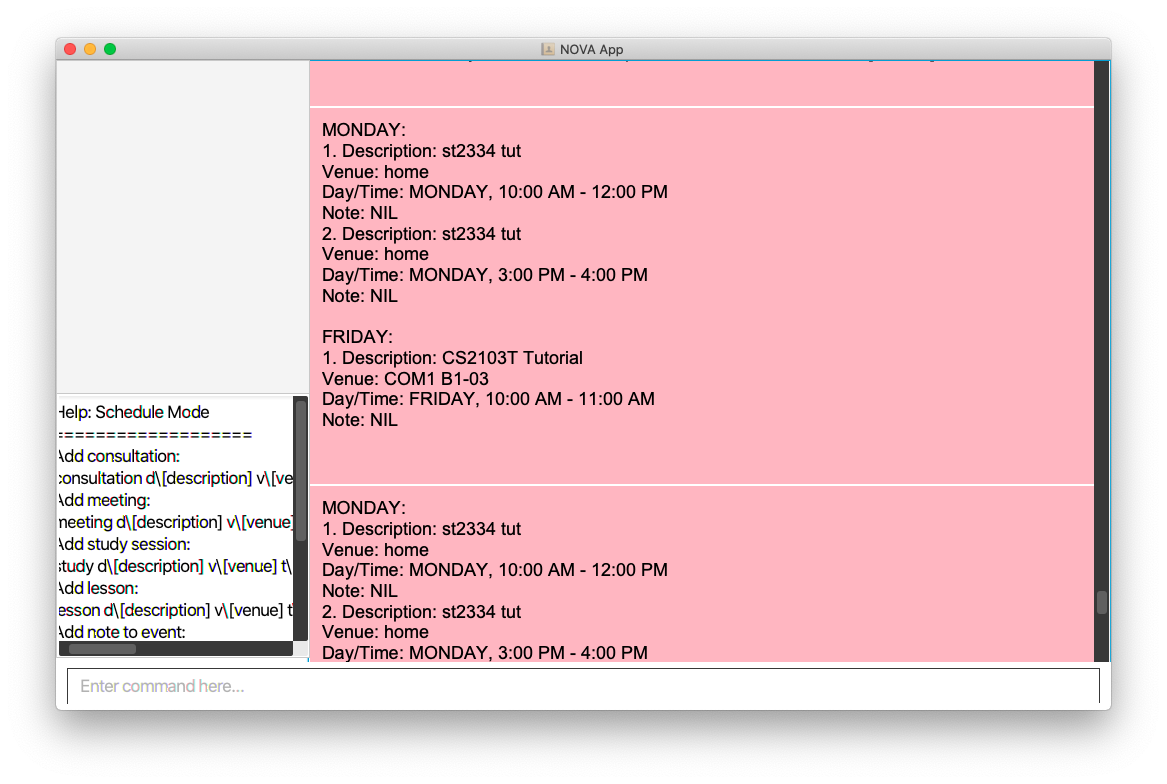 NOVA App
MONDAY:
1. Description: st2334 tut
Venue: home
Day/Time: MONDAY, 10:00 AM - 12:00 PM
Note: NIL
2. Description: st2334 tut
Venue: home
Day/Time: MONDAY, 3:00 PM - 4:00 PM
Note: NIL
FRIDAY:
1. Description: CS2103T Tutorial
Venue: COM1 B1-03
Day/Time: FRIDAY, 10:00 AM - 11:00 AM
Note: NIL
MONDAY:
1. Description: st2334 tut
Venue: home
Day/Time: MONDAY, 10:00 AM - 12:00 PM
Note: NIL
2. Description: st2334 tut
Venue: home
Day/Time: MONDAY, 3:00 PM - 4:00 PM
Help: Schedule Mode
====================
Add consultation:
consultation d\[description] v\[ve
Add meeting:
meeting d\[description] v\[venue]
Add study session:
study d\[description] v\[venue] t\
Add lesson:
esson d\[description] v\[venue] t
Add note to event:
Enter command here...